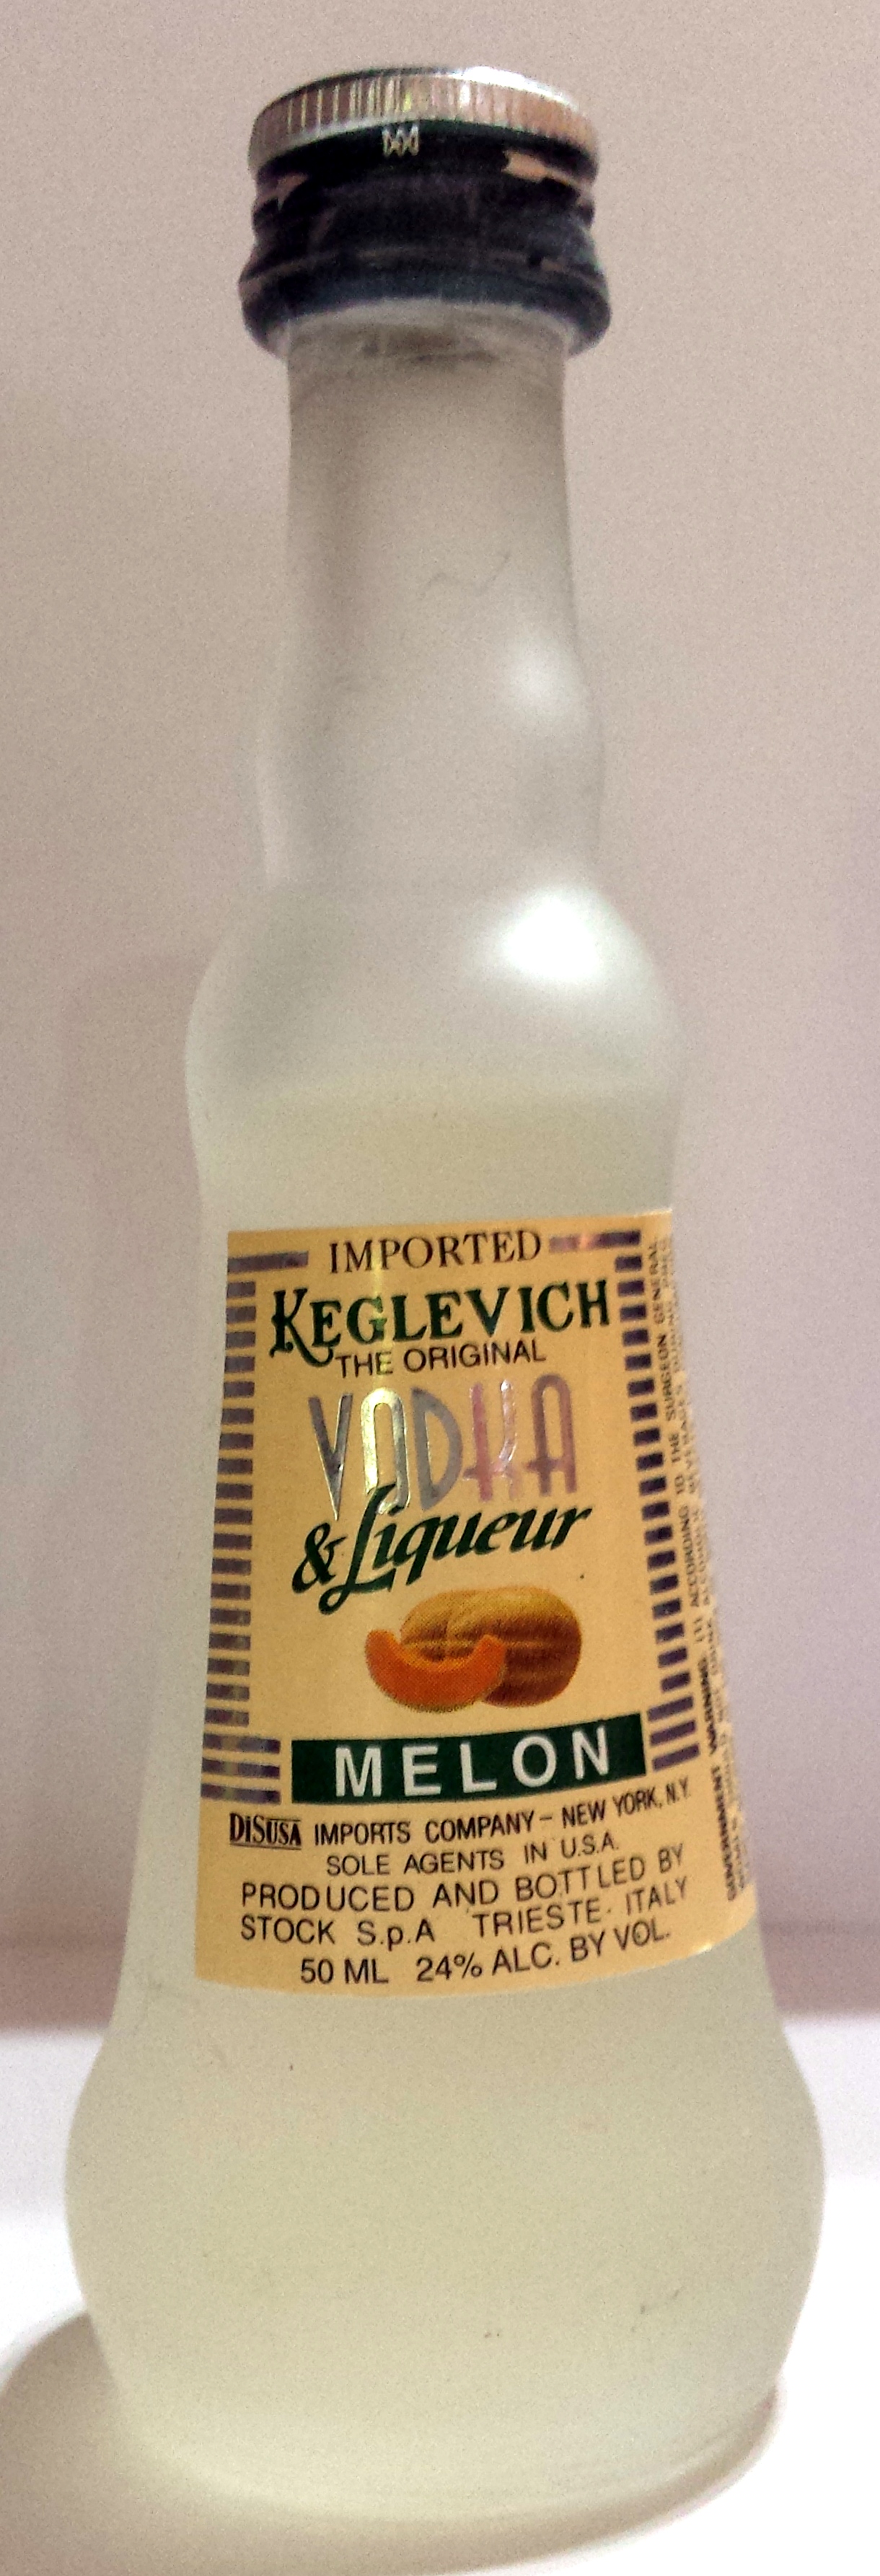 IMPORTED
KEGLEVICH
THE ORIGINAL
VODKA
& Liqueur
MELON
DiSUSA IMPORTS COMPANY - NEW YORK, N.Y.
SOLE AGENTS IN U.S.A.
PRODUCED AND BOTTLED BY
STOCK S.p.A TRIESTE - ITALY
50 ML 24% ALC. BY VOL.
GOVERNMENT WARNING: (1) ACCORDING TO THE SURGEON GENERAL